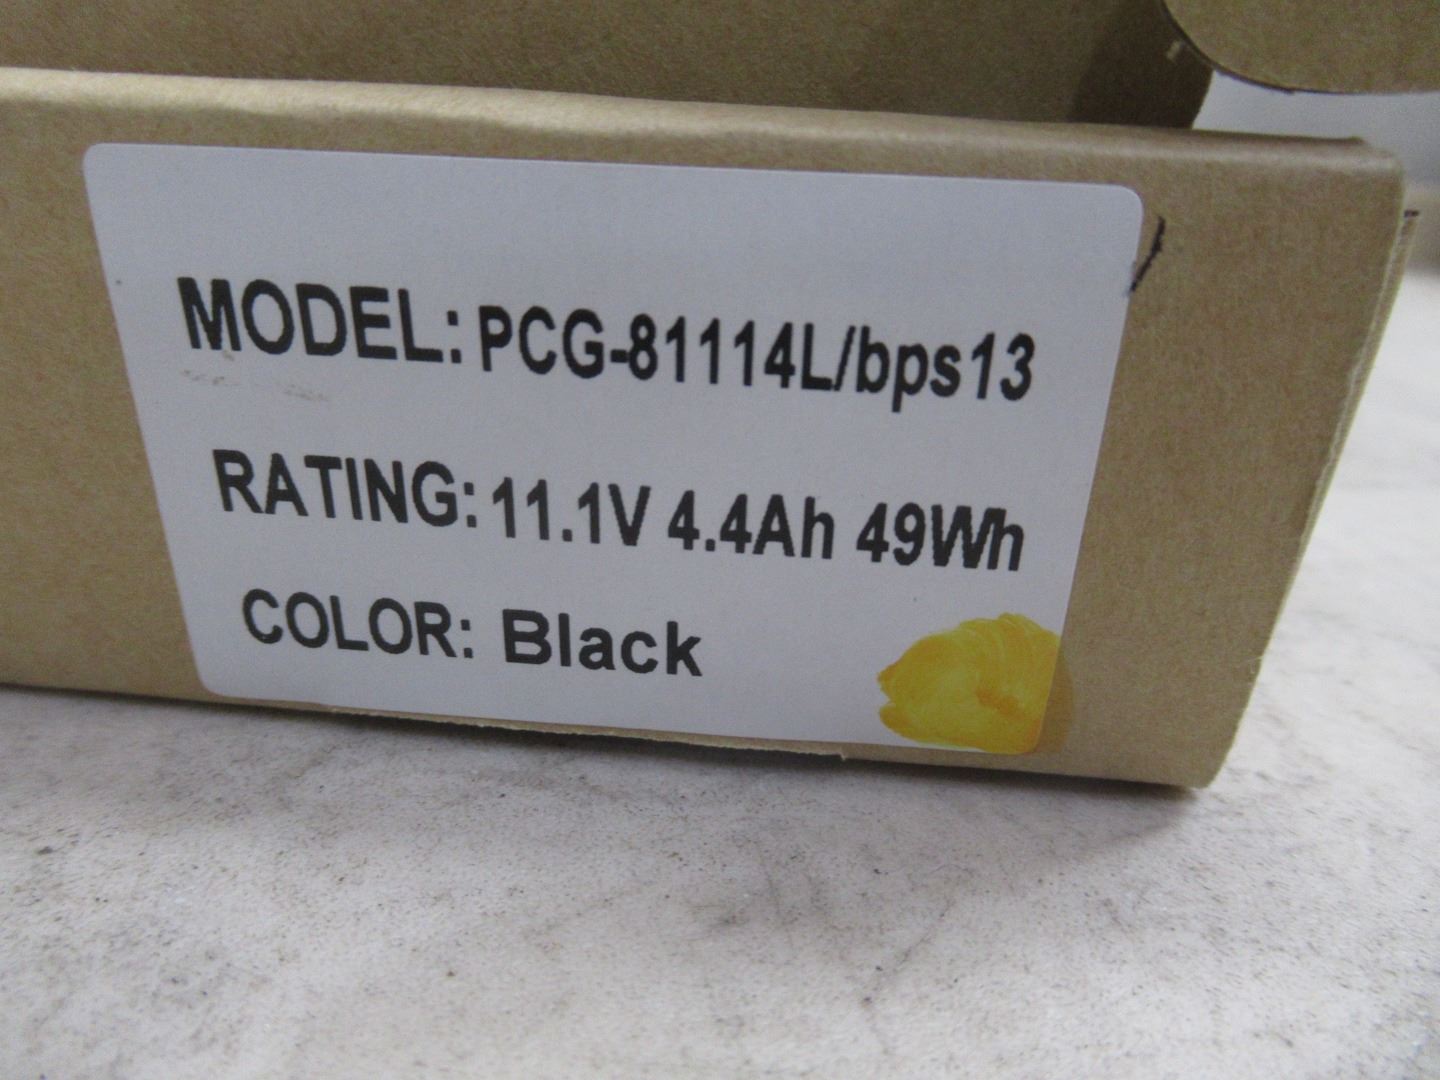 MODEL: PCG-81114L/bps13
RATING: 11.1V 4.4Ah 49Wh
COLOR: Black